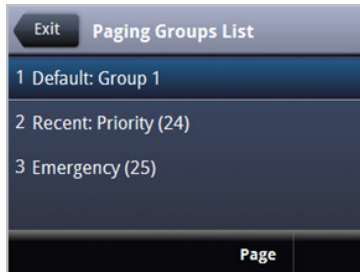 Exit
Paging Groups List
1 Default: Group 1
2 Recent: Priority (24)
3 Emergency (25)
Page